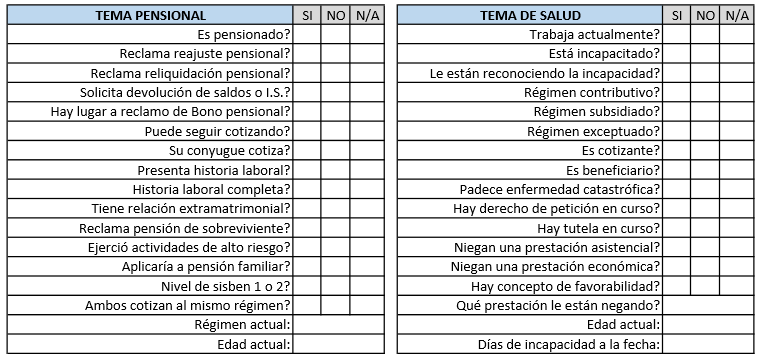 TEMA PENSIONAL SI NO N/A
Es pensionado?
Reclama reajuste pensional?
Reclama reliquidación pensional?
Solicita devolución de saldos o I.S.?
Hay lugar a reclamo de Bono pensional?
Puede seguir cotizando?
Su conyugue cotiza?
Presenta historia laboral?
Historia laboral completa?
Tiene relación extramatrimonial?
Reclama pensión de sobreviviente?
Ejerció actividades de alto riesgo?
Aplicaría a pensión familiar?
Nivel de sisben 1 o 2?
Ambos cotizan al mismo régimen?
Régimen actual:
Edad actual:
TEMA DE SALUD SI NO N/A
Trabaja actualmente?
Está incapacitado?
Le están reconociendo la incapacidad?
Régimen contributivo?
Régimen subsidiado?
Régimen exceptuado?
Es cotizante?
Es beneficiario?
Padece enfermedad catastrófica?
Hay derecho de petición en curso?
Hay tutela en curso?
Niegan una prestación asistencial?
Niegan una prestación económica?
Hay concepto de favorabilidad?
Qué prestación le están negando?
Edad actual:
Días de incapacidad a la fecha: